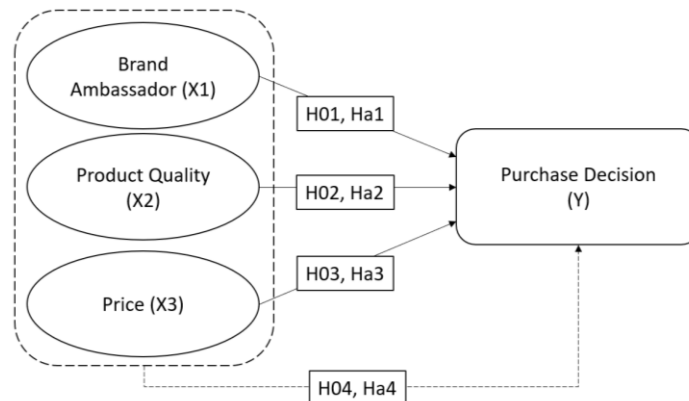 Brand
Ambassador (X1)
H01, Ha1
Product Quality
(X2)
H02, Ha2
Purchase Decision
(Y)
H03, Ha3
Price (X3)
H04, Ha4